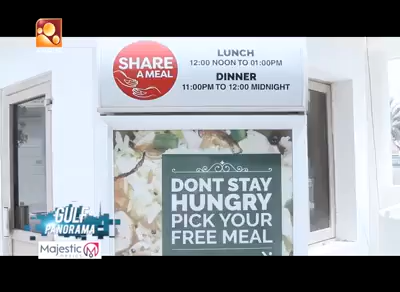 SHARE
A MEAL
LUNCH
12:00 NOON TO 01:00PM
DINNER
11:00PM TO 12:00 MIDNIGHT
DONT STAY
HUNGRY
PICK YOUR
FREE MEAL
GULF
PANORAMA
Majestic